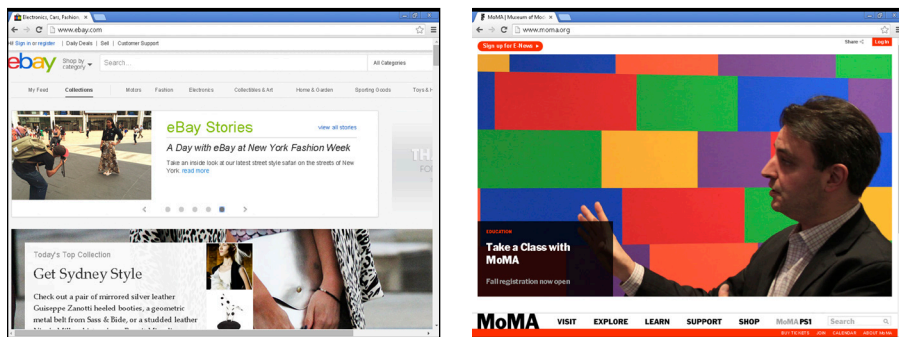 Electronics, Cars, Fashion,
www.ebay.com
Hi! Sign in or register | Daily Deals | Sell | Customer Support
ebay
Shop by category
Search...
All Categories
My Feed Collections Motors Fashion Electronics Collectibles & Art Home & Garden Sporting Goods Toys & H
eBay Stories view all stories
A Day with eBay at New York Fashion Week
Take an inside look at our latest street style safari on the streets of New
York. read more
TH
FO
Today's Top Collection
Get Sydney Style
Check out a pair of mirrored silver leather
Guiseppe Zanotti heeled booties, a geometric
metal belt from Sass & Bide, or a studded leather
MoMA | Museum of Mod
www.moma.org
Sign up for E-News
Share
Log In
EDUCATION
Take a Class with
MoMA
Fall registration now open
MoMA VISIT EXPLORE LEARN SUPPORT SHOP MoMA PS1 Search
BUY TICKETS JOIN CALENDAR ABOUT MoMA